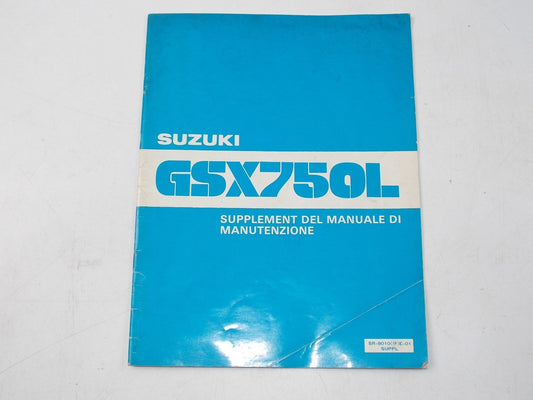 SUZUKI
GSX750L
SUPPLEMENT DEL MANUALE DI
MANUTENZIONE
SUPPL